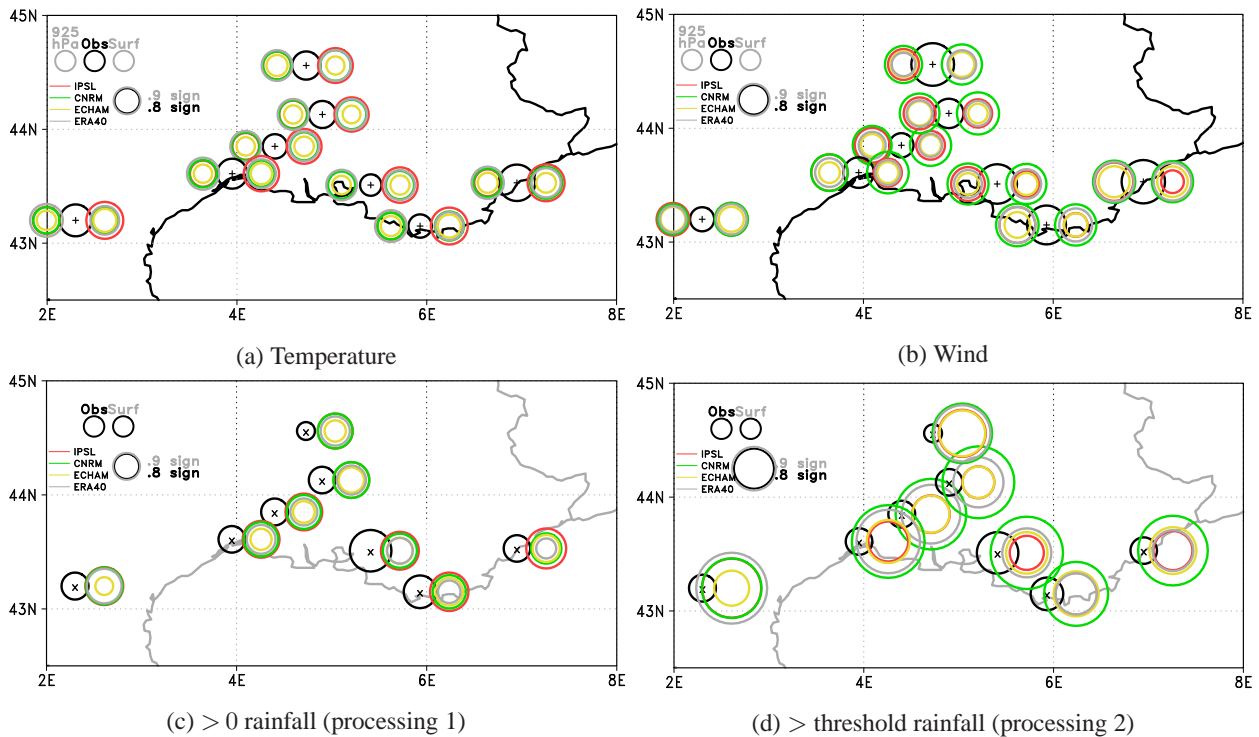 45N
44N
43N
2E 4E 6E 8E
925
hPa Obs Surf
IPSL
CNRM
ECHAM
ERA40
.9 sign
.8 sign
(a) Temperature
45N
44N
43N
2E 4E 6E 8E
925
hPa Obs Surf
IPSL
CNRM
ECHAM
ERA40
.9 sign
.8 sign
(b) Wind
45N
44N
43N
2E 4E 6E 8E
Obs Surf
IPSL
CNRM
ECHAM
ERA40
.9 sign
.8 sign
(c) > 0 rainfall (processing 1)
45N
44N
43N
2E 4E 6E 8E
Obs Surf
IPSL
CNRM
ECHAM
ERA40
.9 sign
.8 sign
(d) > threshold rainfall (processing 2)